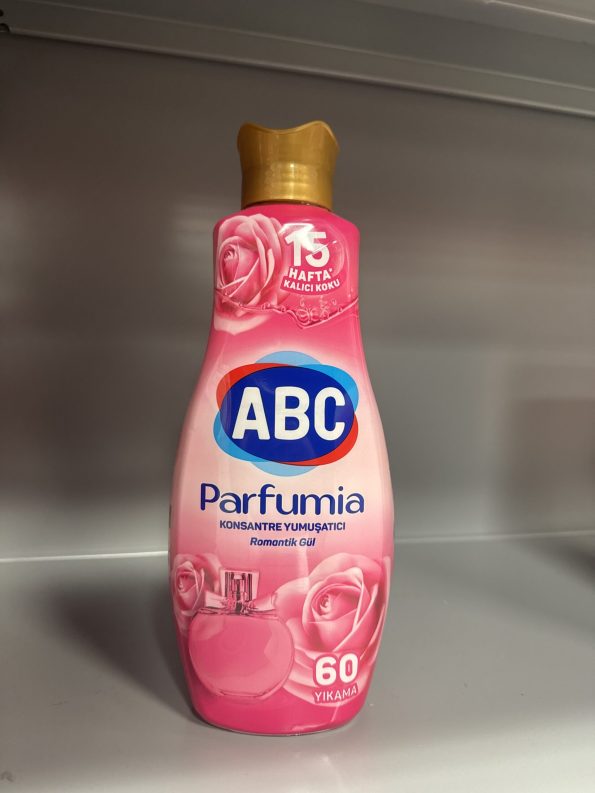 15
HAFTA*
KALICI KOKU
ABC
Parfumia
KONSANTRE YUMUŞATICI
Romantik Gül
60
YIKAMA